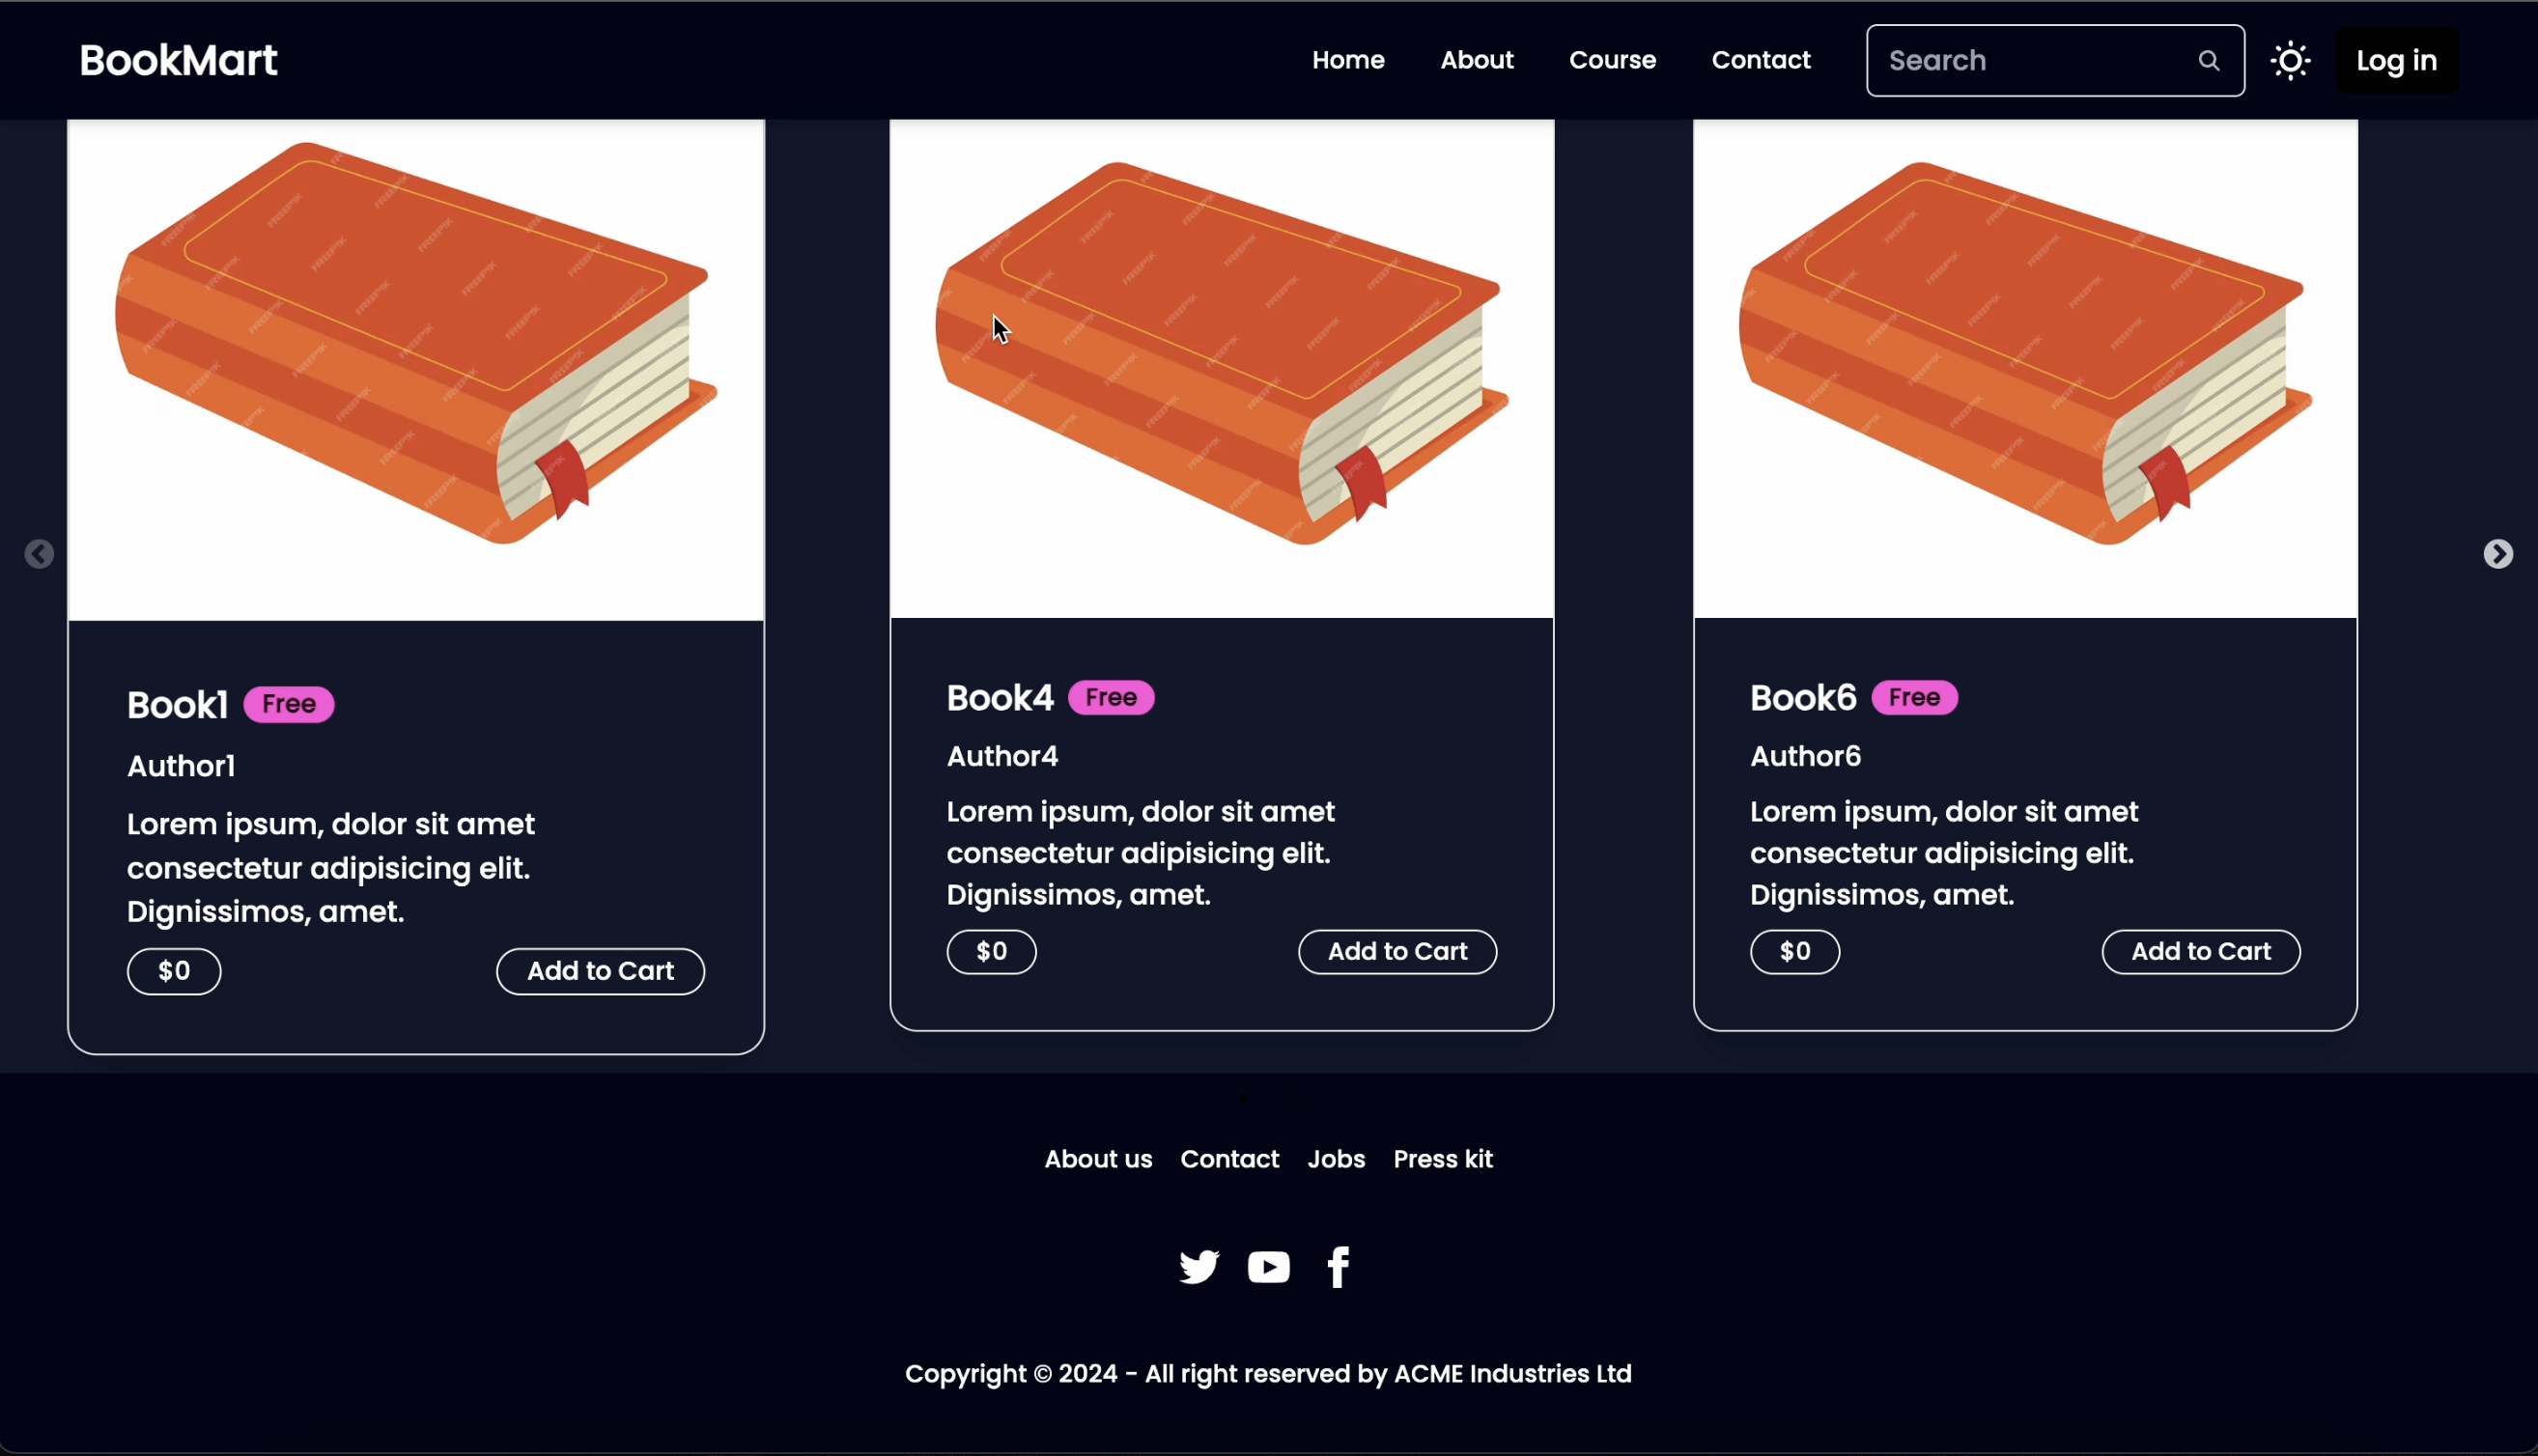 BookMart
Home About Course Contact Search Log in
FREEPIK
FREEPIK
FREEPIK
Book1 Free
Author1
Lorem ipsum, dolor sit amet
consectetur adipisicing elit.
Dignissimos, amet.
$0 Add to Cart
Book4 Free
Author4
Lorem ipsum, dolor sit amet
consectetur adipisicing elit.
Dignissimos, amet.
$0 Add to Cart
Book6 Free
Author6
Lorem ipsum, dolor sit amet
consectetur adipisicing elit.
Dignissimos, amet.
$0 Add to Cart
About us Contact Jobs Press kit
Copyright © 2024 - All right reserved by ACME Industries Ltd